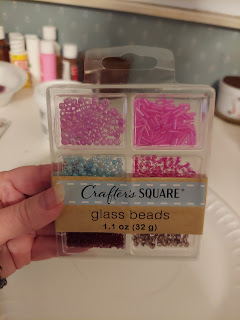 Crafter's SQUARE®
glass beads
1.1 oz (32 g)